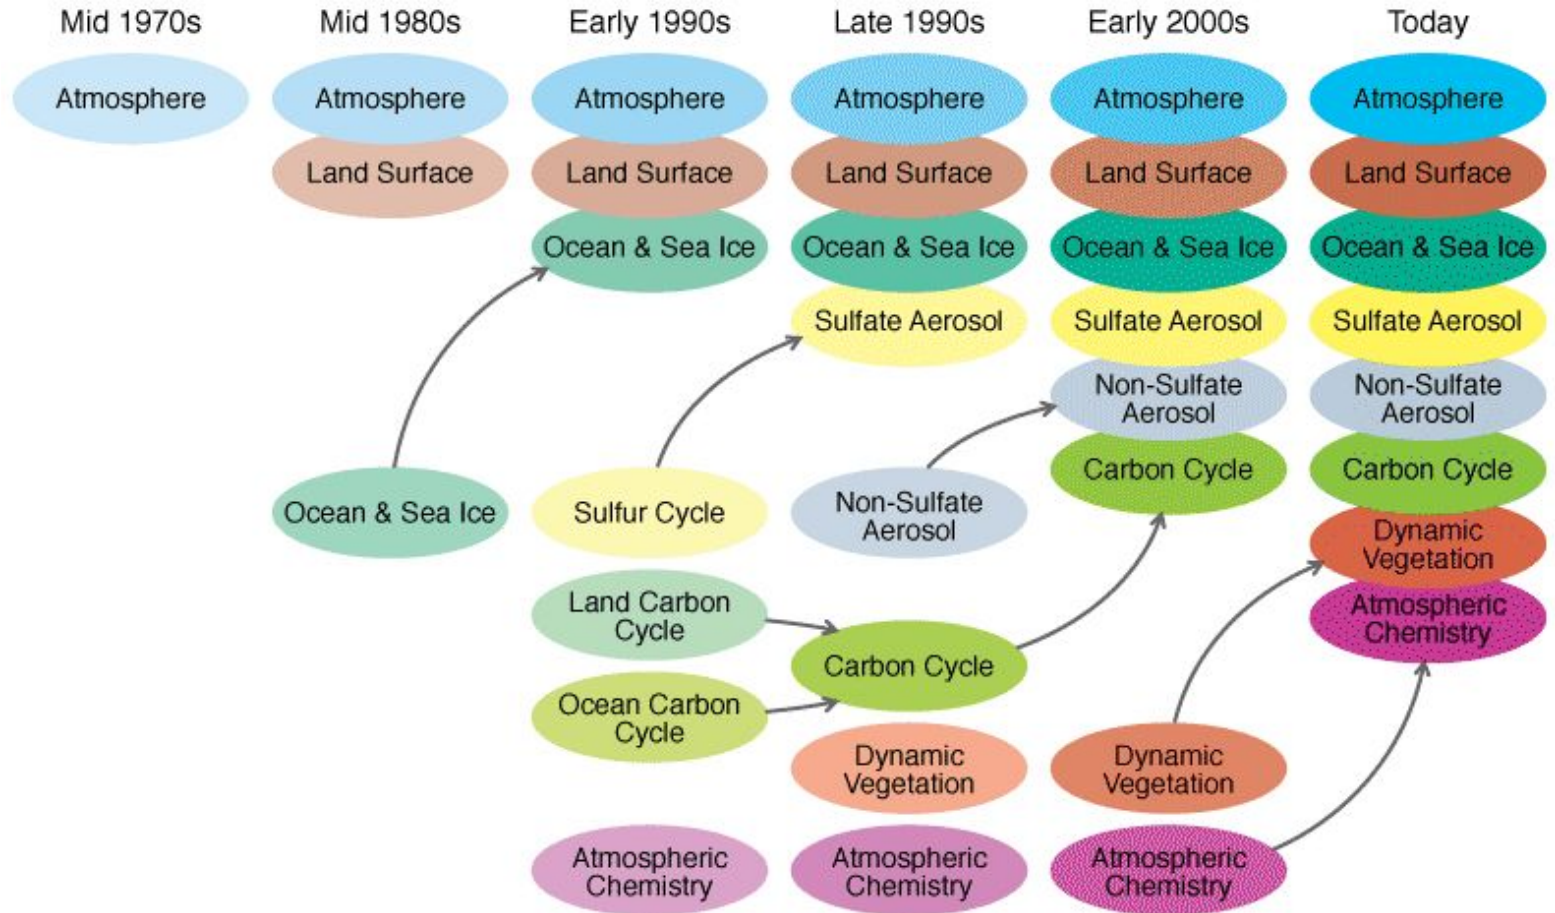 Mid 1970s
Mid 1980s
Early 1990s
Late 1990s
Early 2000s
Today
Atmosphere
Atmosphere
Atmosphere
Atmosphere
Atmosphere
Atmosphere
Land Surface
Land Surface
Land Surface
Land Surface
Land Surface
Ocean & Sea Ice
Ocean & Sea Ice
Ocean & Sea Ice
Ocean & Sea Ice
Sulfate Aerosol
Sulfate Aerosol
Sulfate Aerosol
Non-Sulfate
Aerosol
Non-Sulfate
Aerosol
Carbon Cycle
Carbon Cycle
Ocean & Sea Ice
Sulfur Cycle
Non-Sulfate
Aerosol
Dynamic
Vegetation
Land Carbon
Cycle
Atmospheric
Chemistry
Carbon Cycle
Ocean Carbon
Cycle
Dynamic
Vegetation
Dynamic
Vegetation
Atmospheric
Chemistry
Atmospheric
Chemistry
Atmospheric
Chemistry